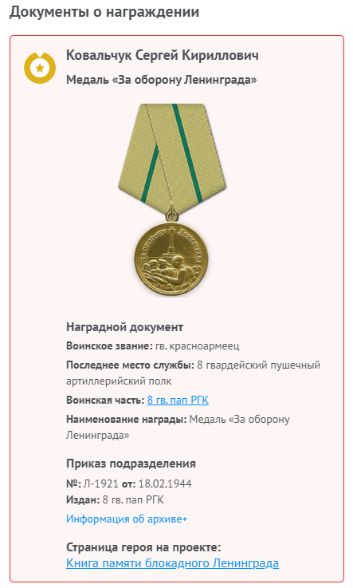 Документы о награждении
Ковальчук Сергей Кириллович
Медаль «За оборону Ленинграда»
Наградной документ
Воинское звание: гв. красноармеец
Последнее место службы: 8 гвардейский пушечный
артиллерийский полк
Воинская часть: 8 гв. пап РГК
Наименование награды: Медаль «За оборону
Ленинграда»
Приказ подразделения
№: Л-1921 от: 18.02.1944
Издан: 8 гв. пап РГК
Информация об архиве+
Страница героя на проекте:
Книга памяти блокадного Ленинграда